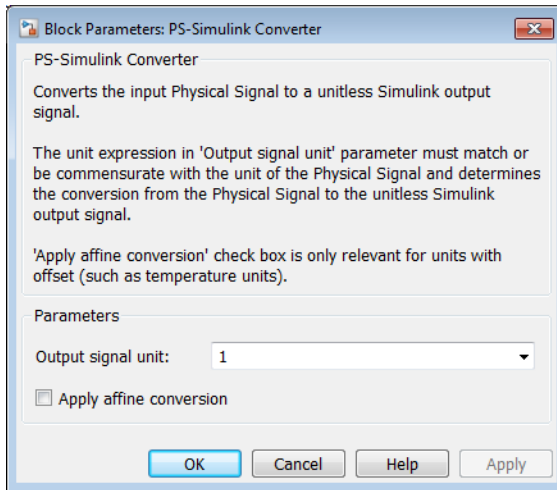 Block Parameters: PS-Simulink Converter
PS-Simulink Converter
Converts the input Physical Signal to a unitless Simulink output
signal.
The unit expression in 'Output signal unit' parameter must match or
be commensurate with the unit of the Physical Signal and determines
the conversion from the Physical Signal to the unitless Simulink
output signal.
'Apply affine conversion' check box is only relevant for units with
offset (such as temperature units).
Parameters
Output signal unit: 1
Apply affine conversion
OK Cancel Help Apply